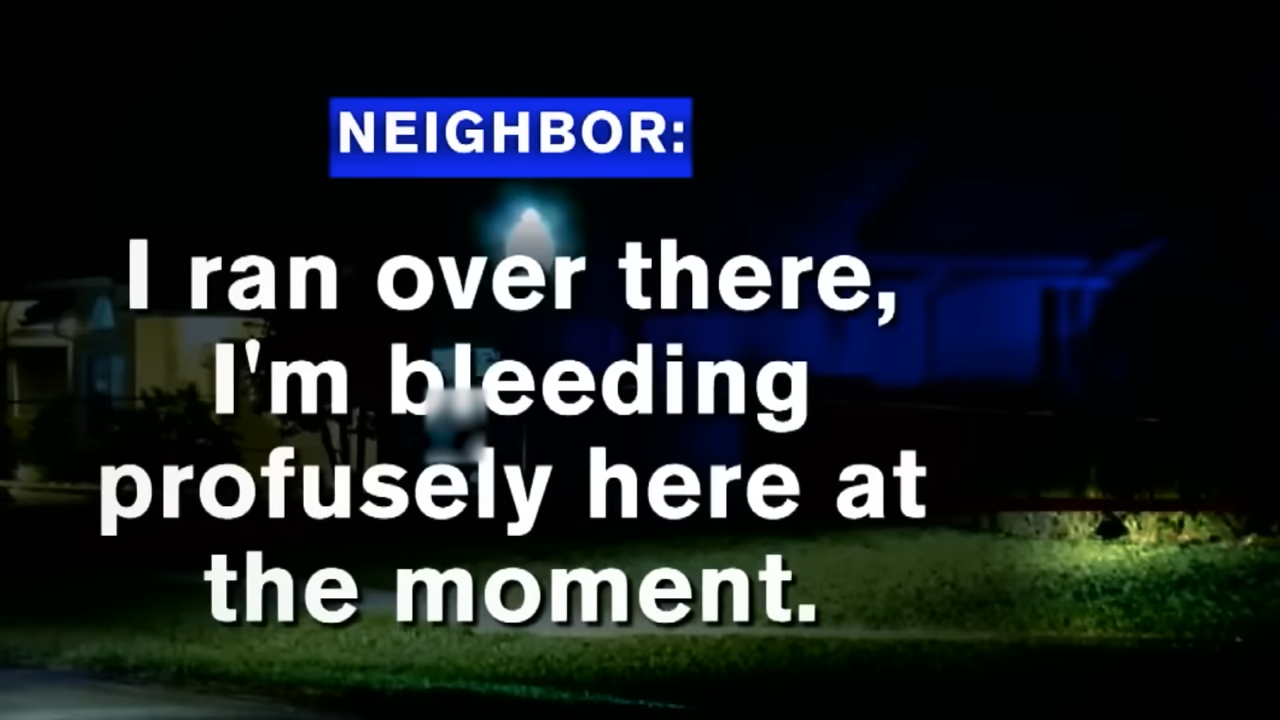 NEIGHBOR:
I ran over there,
I'm bleeding
profusely here at
the moment.